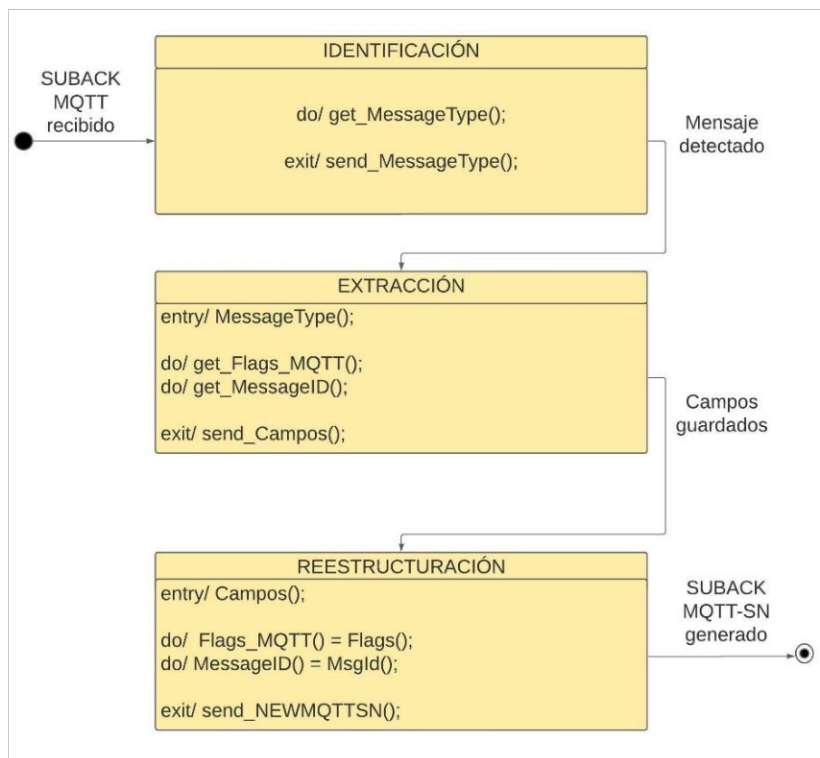 SUBACK
MQTT
recibido
IDENTIFICACIÓN
do/ get_MessageType();
exit/ send_MessageType();
Mensaje
detectado
EXTRACCIÓN
entry/ MessageType();
do/ get_Flags_MQTT();
do/ get_MessageID();
exit/ send_Campos();
Campos
guardados
REESTRUCTURACIÓN
entry/ Campos();
do/ Flags_MQTT() = Flags();
do/ MessageID() = MsgId();
exit/ send_NEWMQTTSN();
SUBACK
MQTT-SN
generado